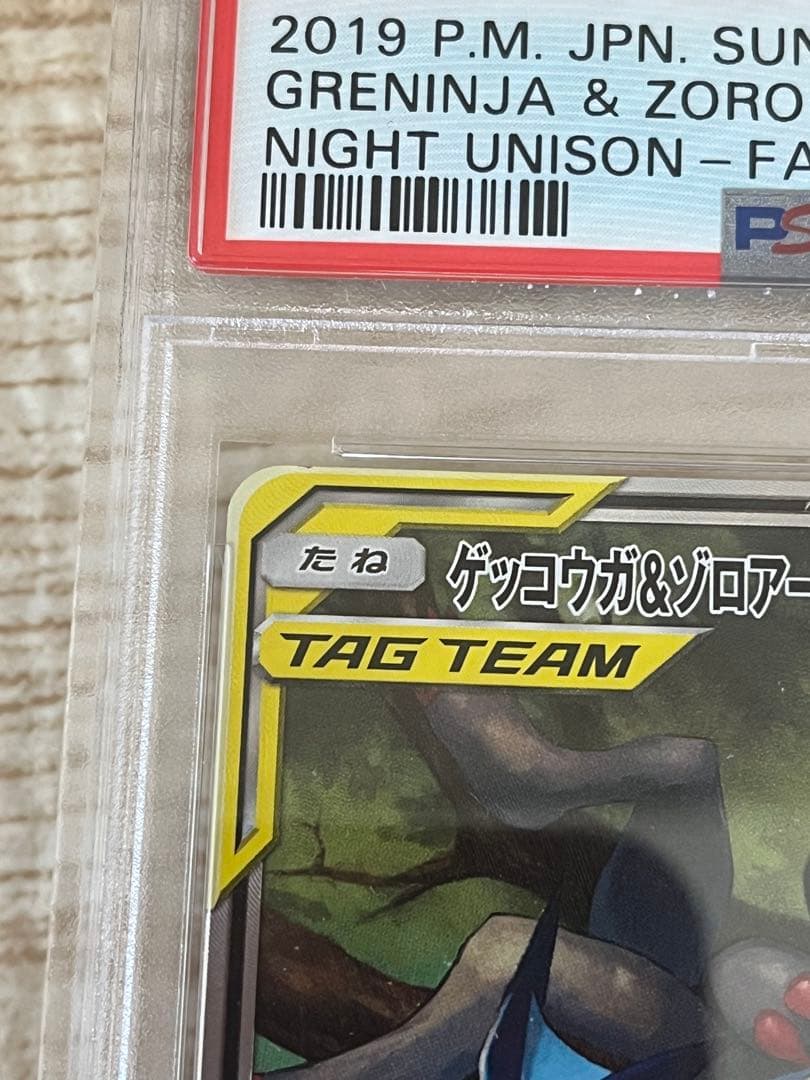 2019 P.M. JPN. SUN
GRENINJA & ZORO
NIGHT UNISON - FA
PS
たね
ゲッコウガ&ゾロアー
TAG TEAM